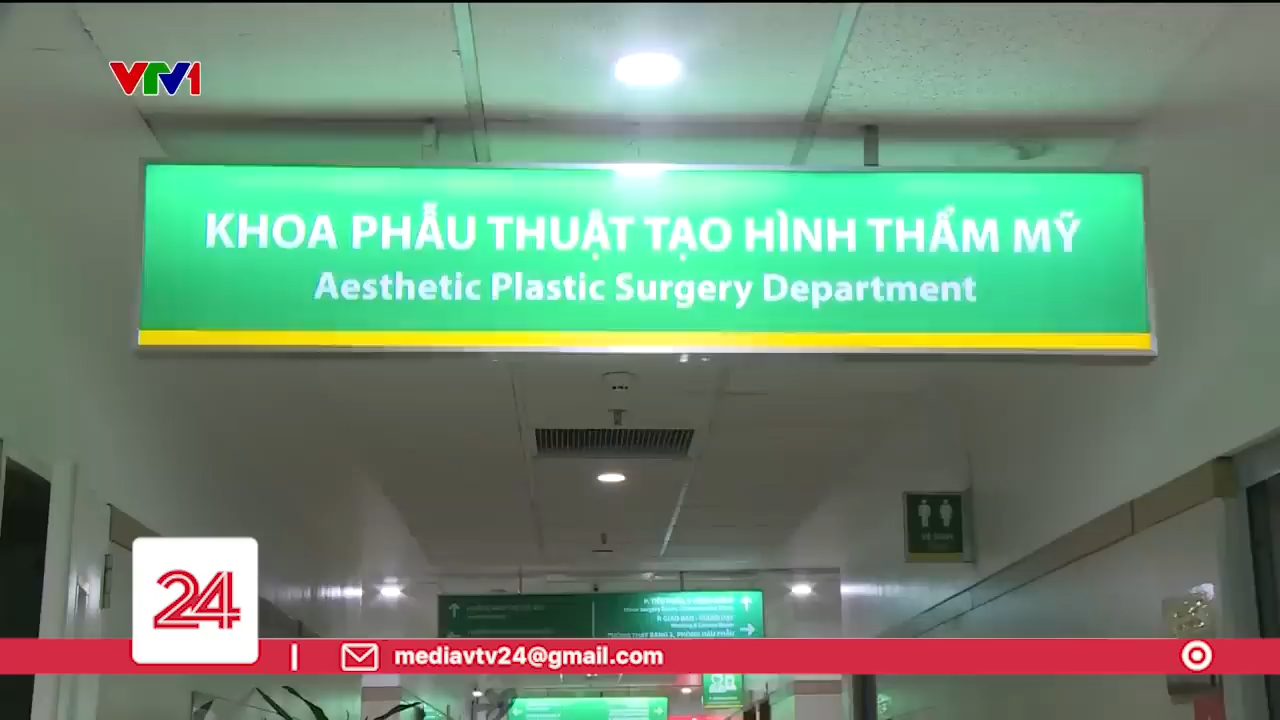 VTV1
KHOA PHẪU THUẬT TẠO HÌNH THẨM MỸ
Aesthetic Plastic Surgery Department
24
mediavtv24@gmail.com